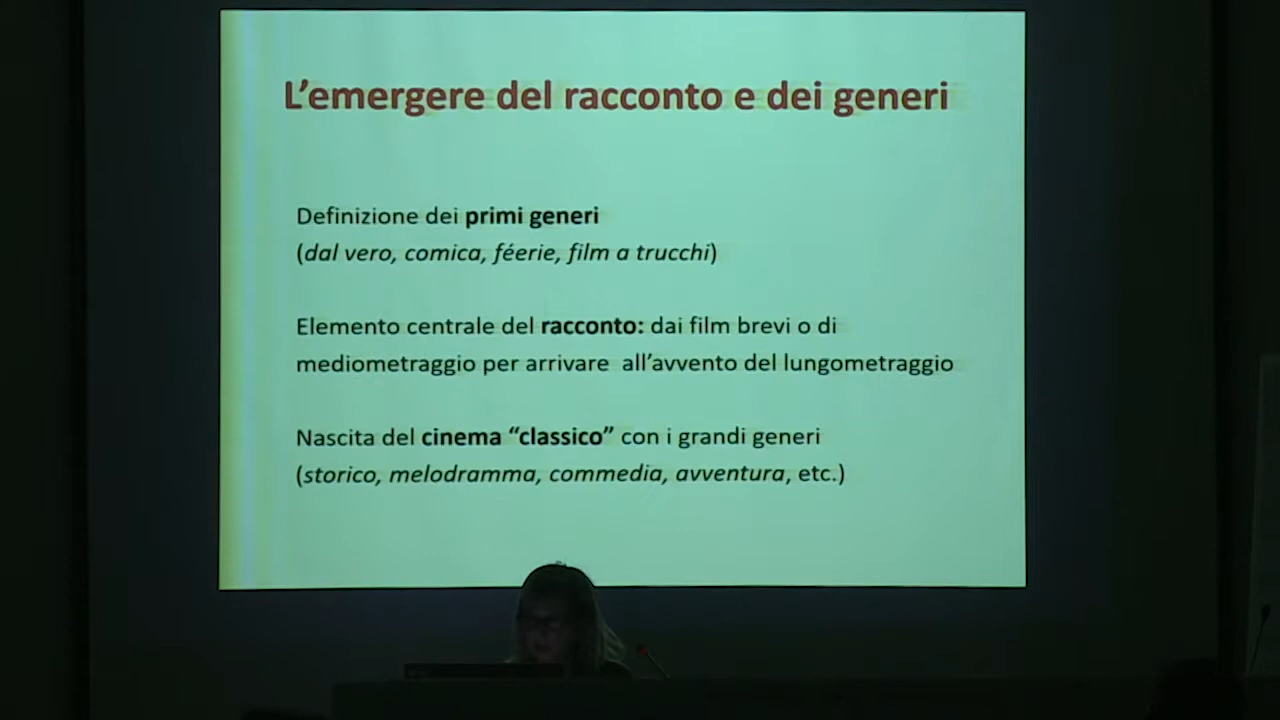 L'emergere del racconto e dei generi
Definizione dei primi generi
(dal vero, comica, féerie, film a trucchi)
Elemento centrale del racconto: dai film brevi o di
mediometraggio per arrivare all'avvento del lungometraggio
Nascita del cinema “classico” con i grandi generi
(storico, melodramma, commedia, avventura, etc.)